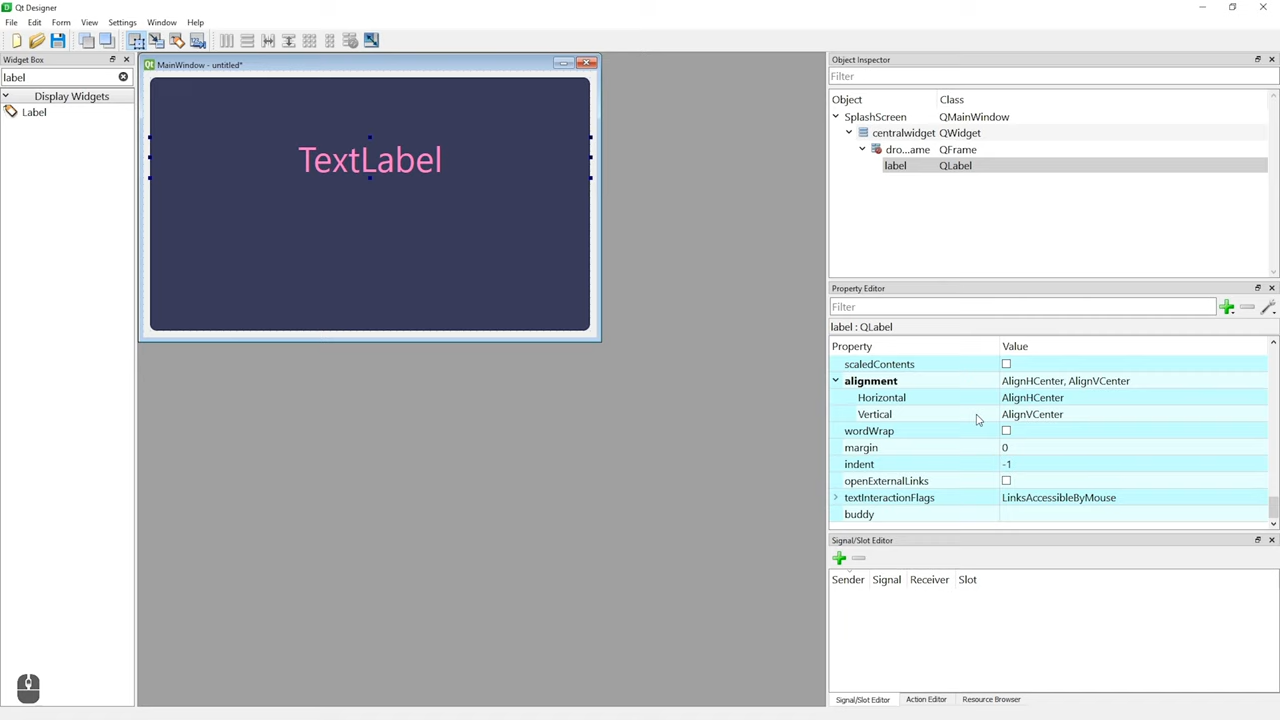 Qt Designer
File Edit Form View Settings Window Help
Widget Box
label
Display Widgets
Label
MainWindow - untitled*
TextLabel
Object Inspector
Filter
Object Class
SplashScreen QMainWindow
centralwidget QWidget
dro...ame QFrame
label QLabel
Property Editor
Filter
label : QLabel
Property Value
scaledContents
alignment AlignHCenter, AlignVCenter
Horizontal AlignHCenter
Vertical AlignVCenter
wordWrap
margin 0
indent -1
openExternalLinks
textInteractionFlags LinksAccessibleByMouse
buddy
Signal/Slot Editor
Sender Signal Receiver Slot
Signal/Slot Editor Action Editor Resource Browser